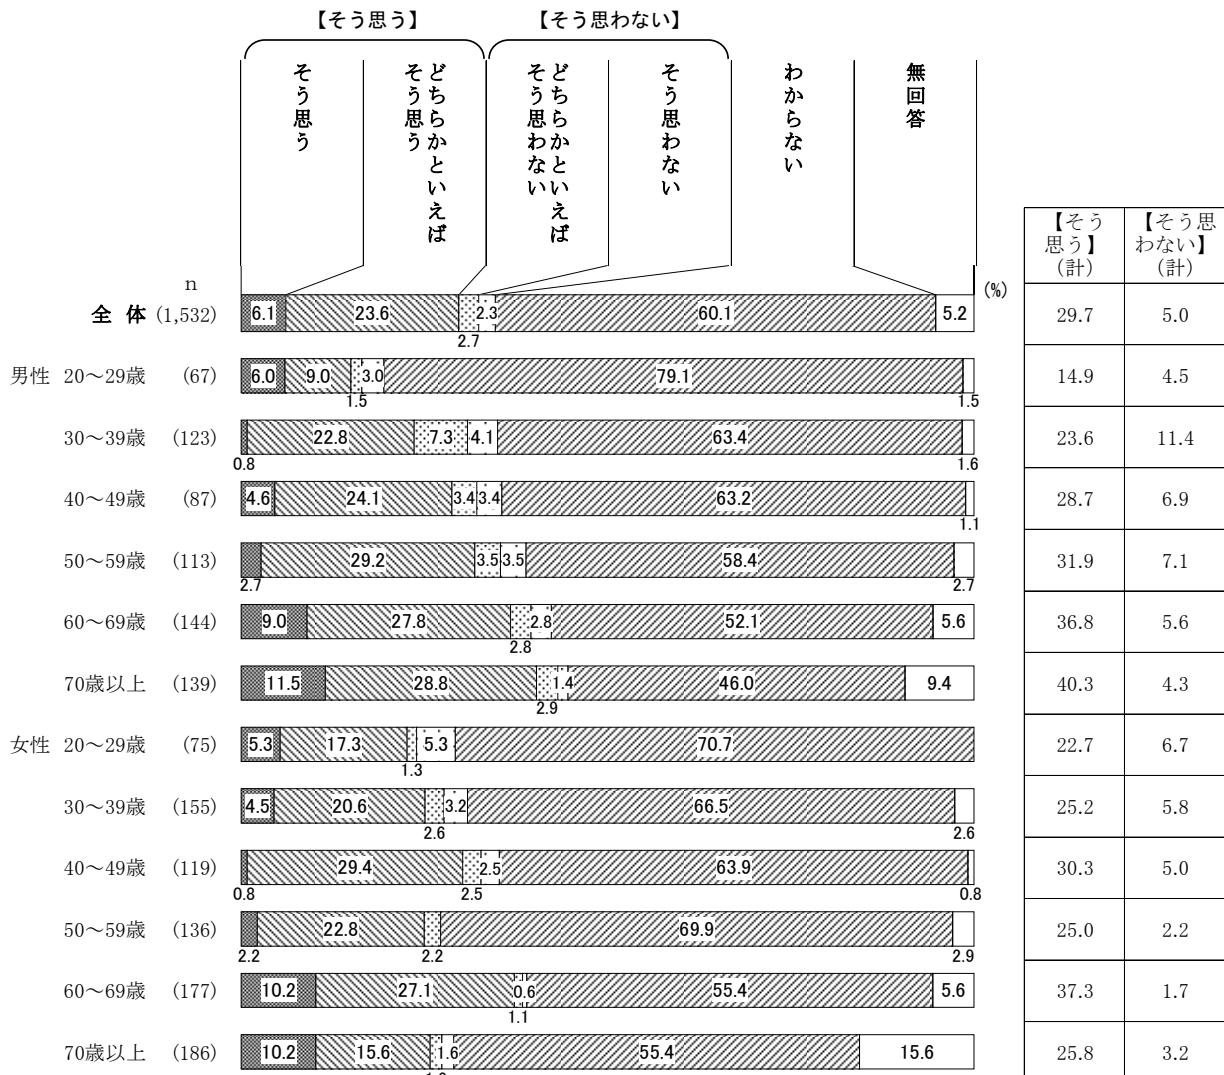 【そう思う】 【そう思わない】
そう思う
どちらかといえば
そう思う
どちらかといえば
そう思わない
そう思わない
わからない
無回答
【そう
思う】
(計)
【そう思
わない】
(計)
n
(%)
全 体 (1,532) 6.1 23.6 2.7 2.3 60.1 5.2 29.7 5.0
男性 20～29歳 (67) 6.0 9.0 1.5 3.0 79.1 1.5 14.9 4.5
30～39歳 (123) 0.8 22.8 7.3 4.1 63.4 1.6 23.6 11.4
40～49歳 (87) 4.6 24.1 3.4 3.4 63.2 1.1 28.7 6.9
50～59歳 (113) 2.7 29.2 3.5 3.5 58.4 2.7 31.9 7.1
60～69歳 (144) 9.0 27.8 2.8 2.8 52.1 5.6 36.8 5.6
70歳以上 (139) 11.5 28.8 2.9 1.4 46.0 9.4 40.3 4.3
女性 20～29歳 (75) 5.3 17.3 1.3 5.3 70.7 22.7 6.7
30～39歳 (155) 4.5 20.6 2.6 3.2 66.5 2.6 25.2 5.8
40～49歳 (119) 0.8 29.4 2.5 2.5 63.9 0.8 30.3 5.0
50～59歳 (136) 2.2 22.8 2.2 69.9 2.9 25.0 2.2
60～69歳 (177) 10.2 27.1 1.1 0.6 55.4 5.6 37.3 1.7
70歳以上 (186) 10.2 15.6 1.6 55.4 15.6 25.8 3.2